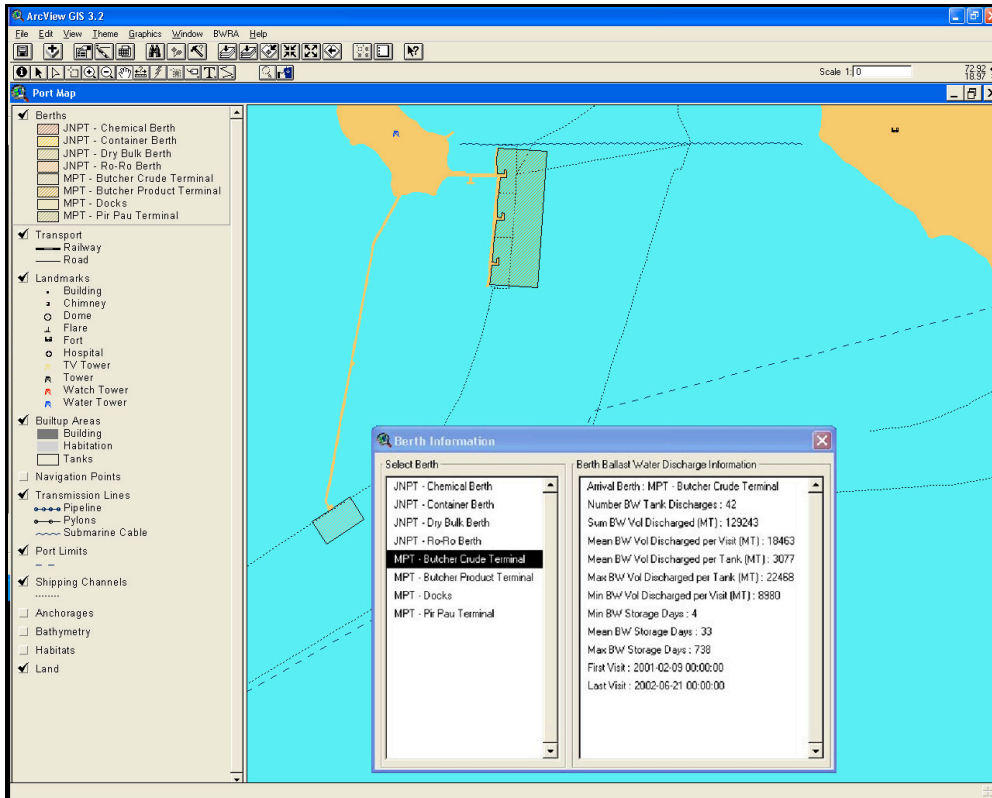 ArcView GIS 3.2
File Edit View Theme Graphics Window BWRA Help
Scale 1: 0
72.92
18.97
Port Map
Berths
JNPT - Chemical Berth
JNPT - Container Berth
JNPT - Dry Bulk Berth
JNPT - Ro-Ro Berth
MPT - Butcher Crude Terminal
MPT - Butcher Product Terminal
MPT - Docks
MPT - Pir Pau Terminal
Transport
Railway
Road
Landmarks
Building
Chimney
Dome
Flare
Fort
Hospital
TV Tower
Tower
Watch Tower
Water Tower
Builtup Areas
Building
Habitation
Tanks
Navigation Points
Transmission Lines
Pipeline
Pylons
Submarine Cable
Port Limits
Shipping Channels
Anchorages
Bathymetry
Habitats
Land
Berth Information
Select Berth
JNPT - Chemical Berth
JNPT - Container Berth
JNPT - Dry Bulk Berth
JNPT - Ro-Ro Berth
MPT - Butcher Crude Terminal
MPT - Butcher Product Terminal
MPT - Docks
MPT - Pir Pau Terminal
Berth Ballast Water Discharge Information
Arrival Berth : MPT - Butcher Crude Terminal
Number BW Tank Discharges : 42
Sum BW Vol Discharged (MT) : 129243
Mean BW Vol Discharged per Visit (MT) : 18463
Mean BW Vol Discharged per Tank (MT) : 3077
Max BW Vol Discharged per Tank (MT) : 22468
Min BW Vol Discharged per Visit (MT) : 8980
Min BW Storage Days : 4
Mean BW Storage Days : 33
Max BW Storage Days : 738
First Visit : 2001-02-09 00:00:00
Last Visit : 2002-06-21 00:00:00